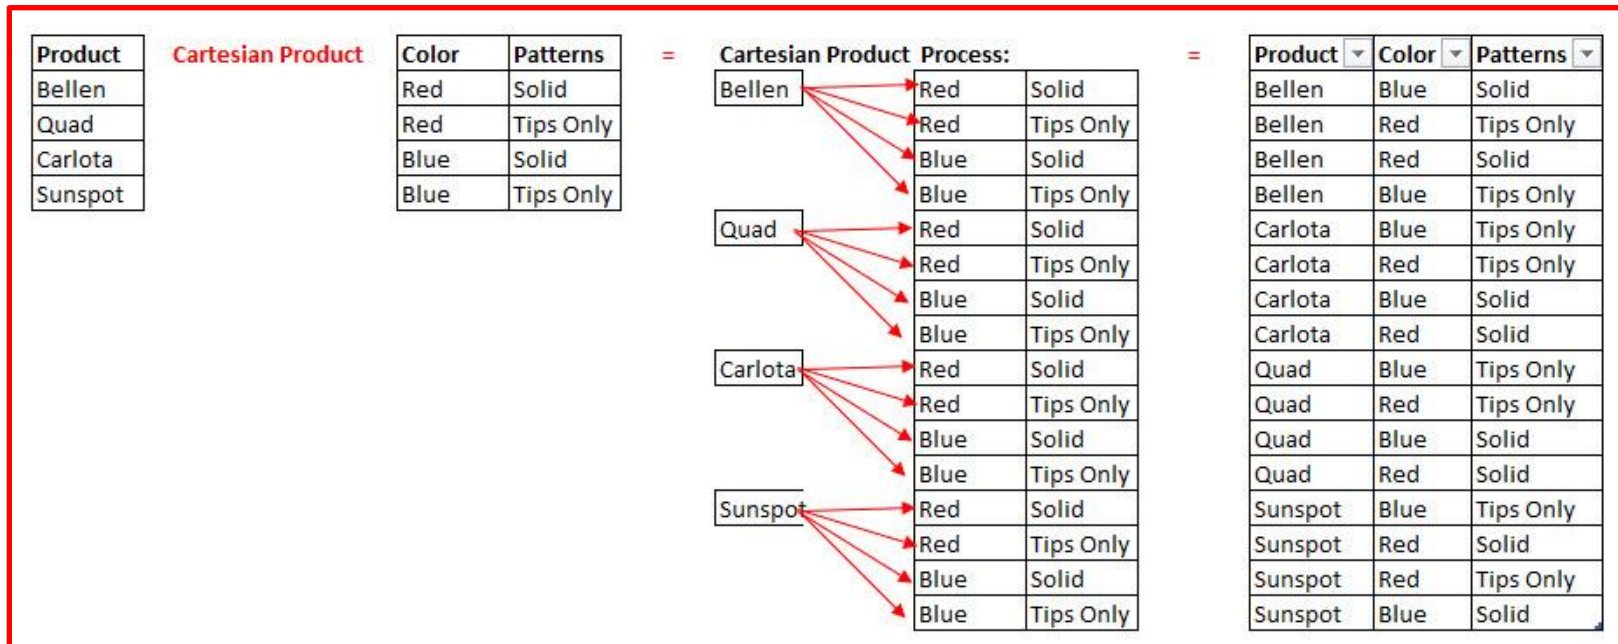 Product Cartesian Product Color Patterns = Cartesian Product Process: = Product Color Patterns
Bellen Red Solid Bellen Red Solid Bellen Blue Solid
Quad Red Tips Only Red Tips Only Bellen Red Tips Only
Carlota Blue Solid Blue Solid Bellen Red Solid
Sunspot Blue Tips Only Blue Tips Only Bellen Blue Tips Only
Quad Red Solid Carlota Blue Tips Only
Red Tips Only Carlota Red Tips Only
Blue Solid Carlota Blue Solid
Blue Tips Only Carlota Red Solid
Carlota Red Solid Quad Blue Tips Only
Red Tips Only Quad Red Tips Only
Blue Solid Quad Blue Solid
Blue Tips Only Quad Red Solid
Sunspot Red Solid Sunspot Blue Tips Only
Red Tips Only Sunspot Red Solid
Blue Solid Sunspot Red Tips Only
Blue Tips Only Sunspot Blue Solid